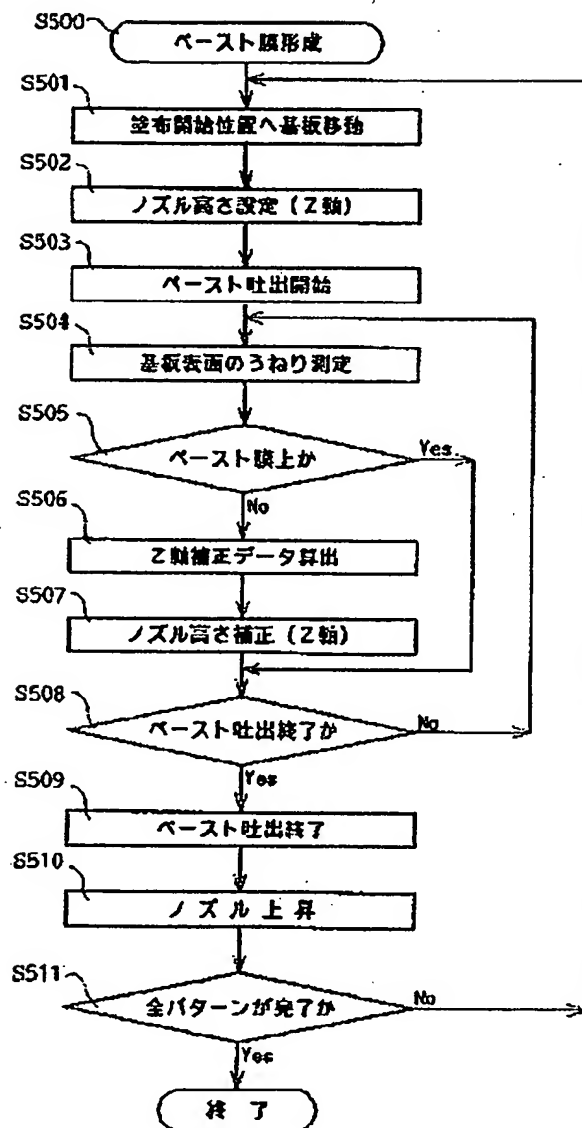 S500
ペースト膜形成
S501
塗布開始位置へ基板移動
S502
ノズル高さ設定(Z軸)
S503
ペースト吐出開始
S504
基板表面のうねり測定
S505
ペースト膜上か
Yes
No
S506
Z軸補正データ算出
S507
ノズル高さ補正(Z軸)
S508
ペースト吐出終了か
No
Yes
S509
ペースト吐出終了
S510
ノズル上昇
S511
全パターンが完了か
No
Yes
終了